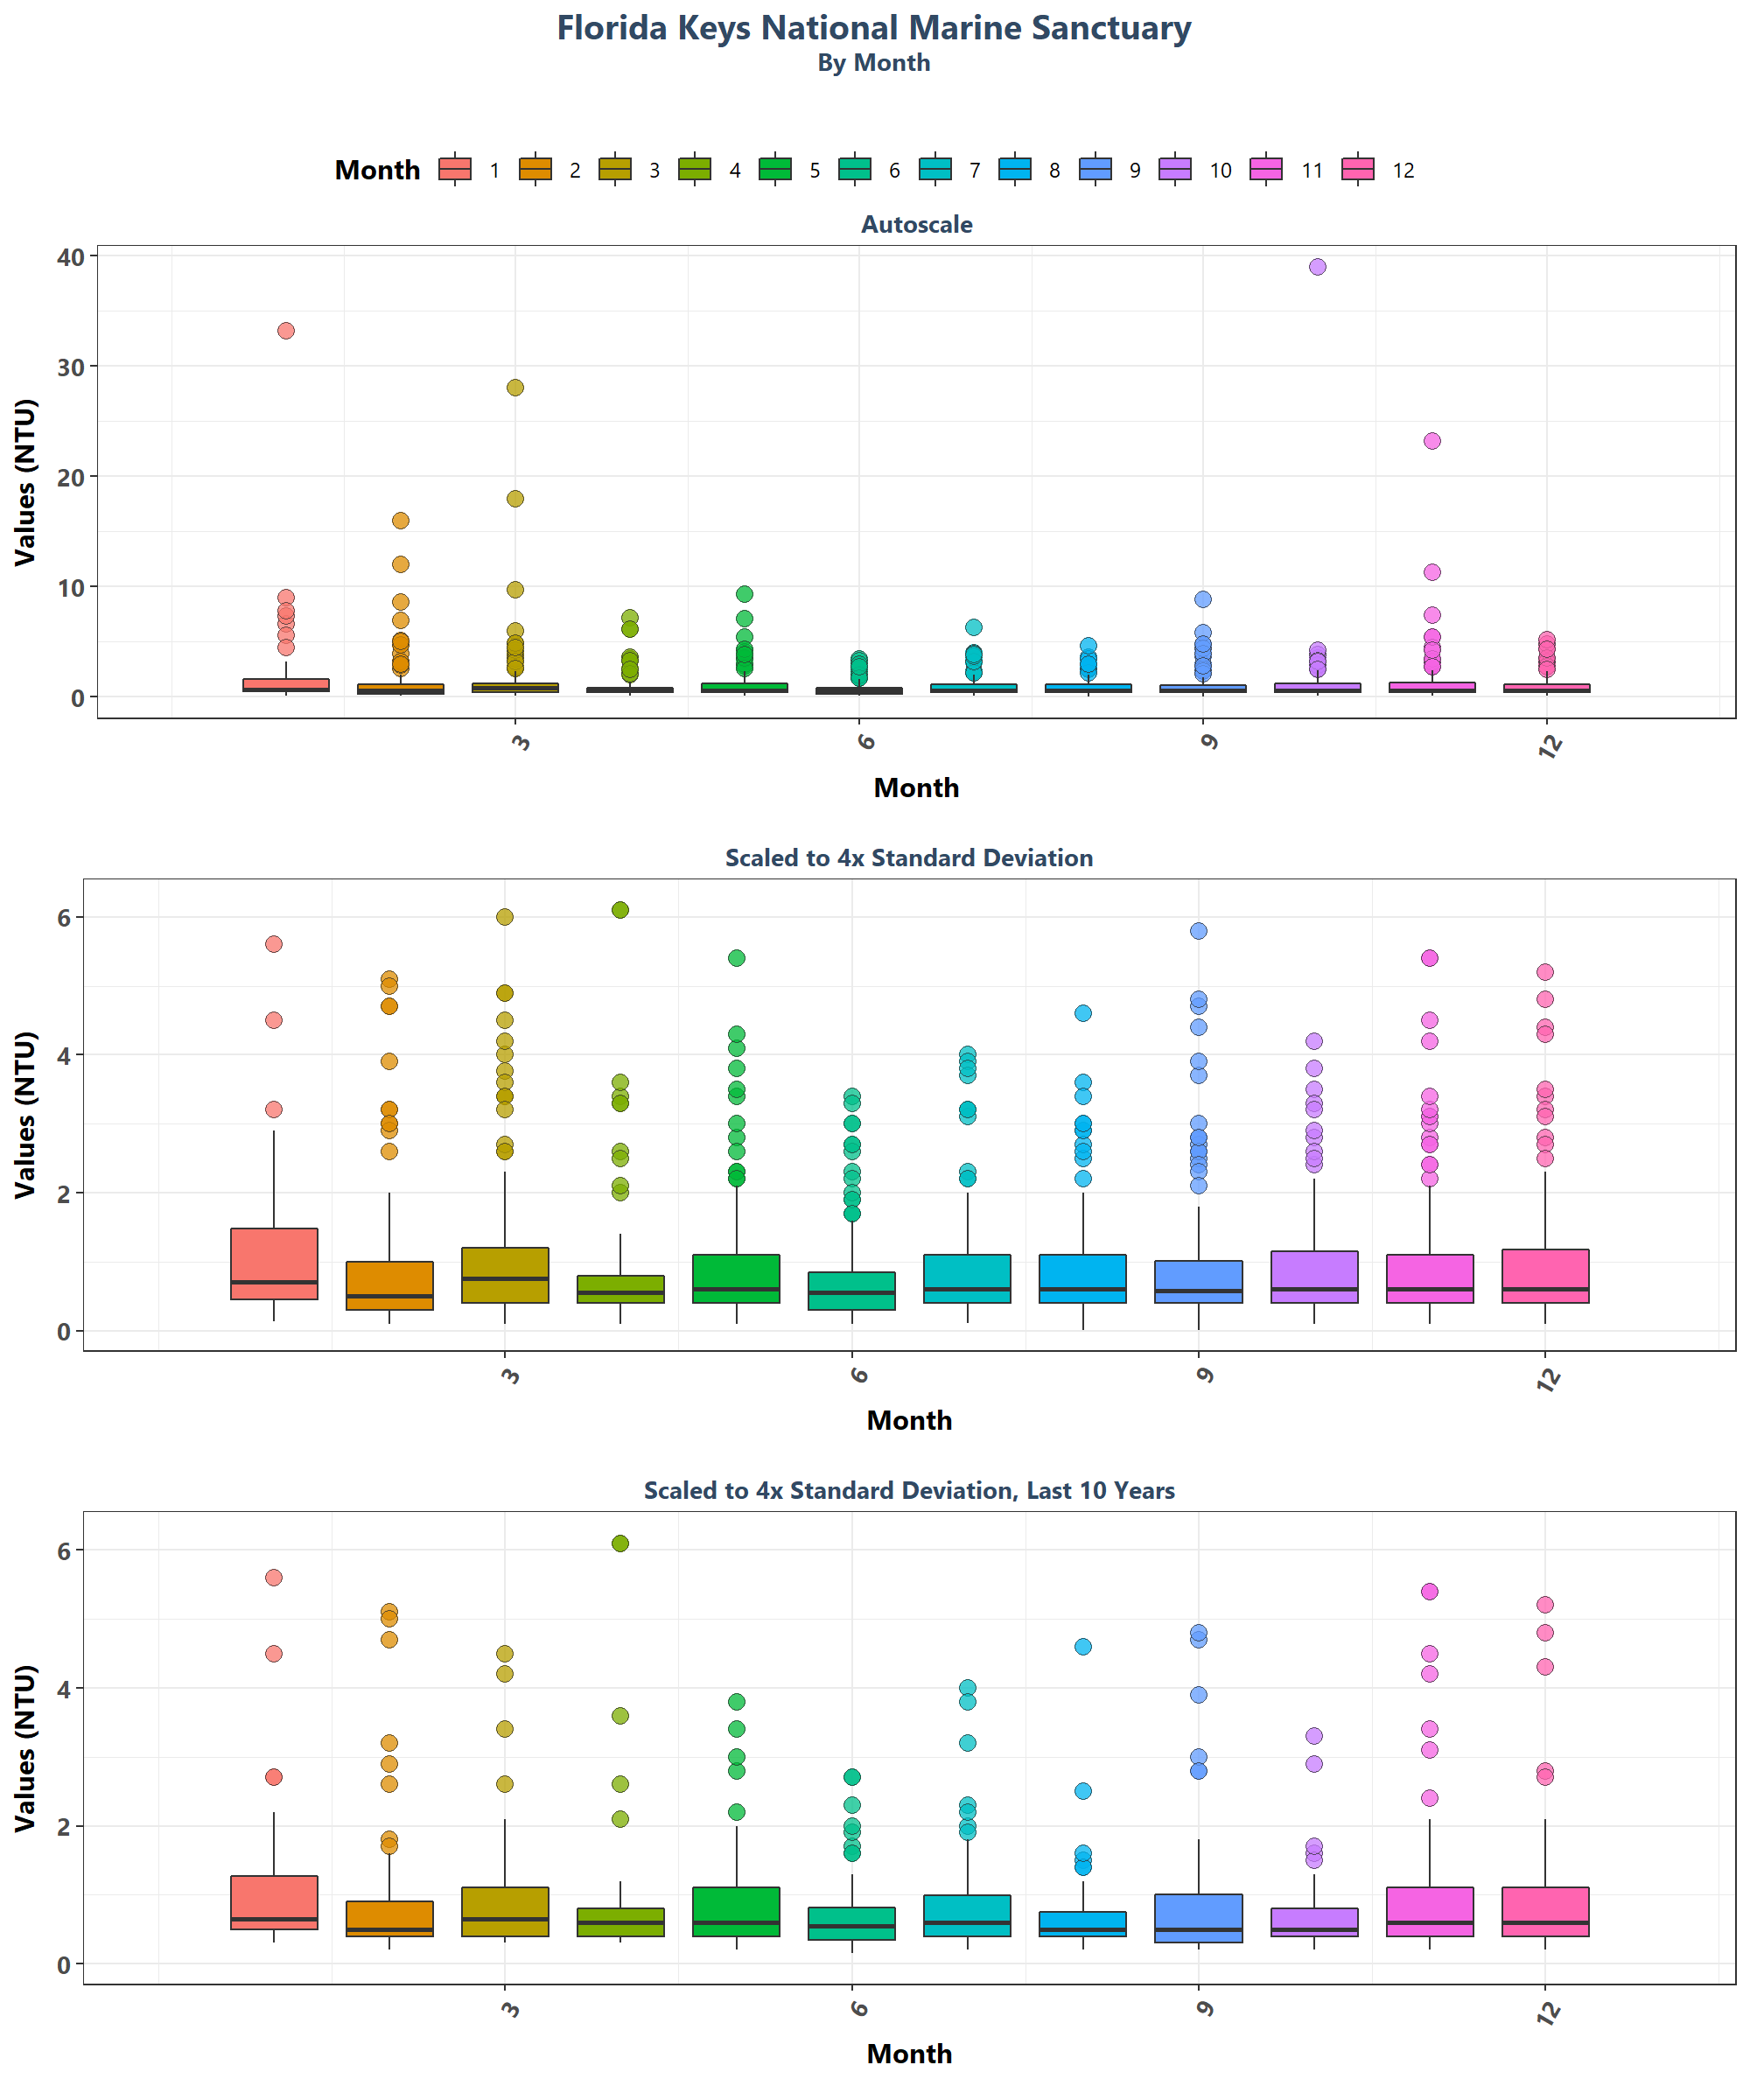 Florida Keys National Marine Sanctuary
By Month
Month 1 2 3 4 5 6 7 8 9 10 11 12
Autoscale
Values (NTU)
40
30
20
10
0
3 6 9 12
Month
Scaled to 4x Standard Deviation
Values (NTU)
6
4
2
0
3 6 9 12
Month
Scaled to 4x Standard Deviation, Last 10 Years
Values (NTU)
6
4
2
0
3 6 9 12
Month